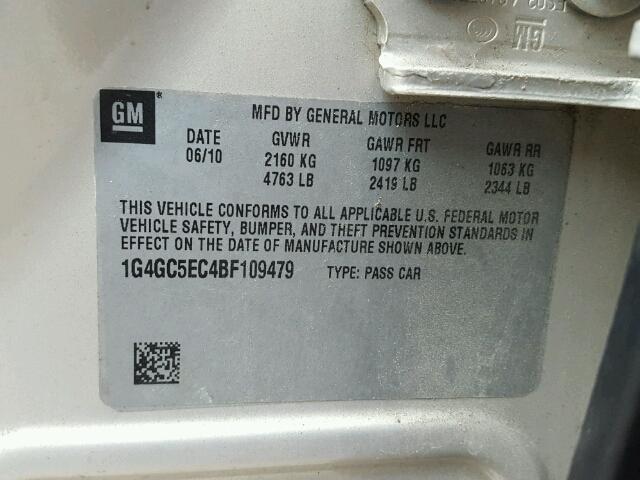 GM
GM
MFD BY GENERAL MOTORS LLC
DATE GVWR GAWR FRT GAWR RR
06/10 2160 KG 1097 KG 1063 KG
4763 LB 2419 LB 2344 LB
THIS VEHICLE CONFORMS TO ALL APPLICABLE U.S. FEDERAL MOTOR
VEHICLE SAFETY, BUMPER, AND THEFT PREVENTION STANDARDS IN
EFFECT ON THE DATE OF MANUFACTURE SHOWN ABOVE.
1G4GC5EC4BF109479 TYPE: PASS CAR